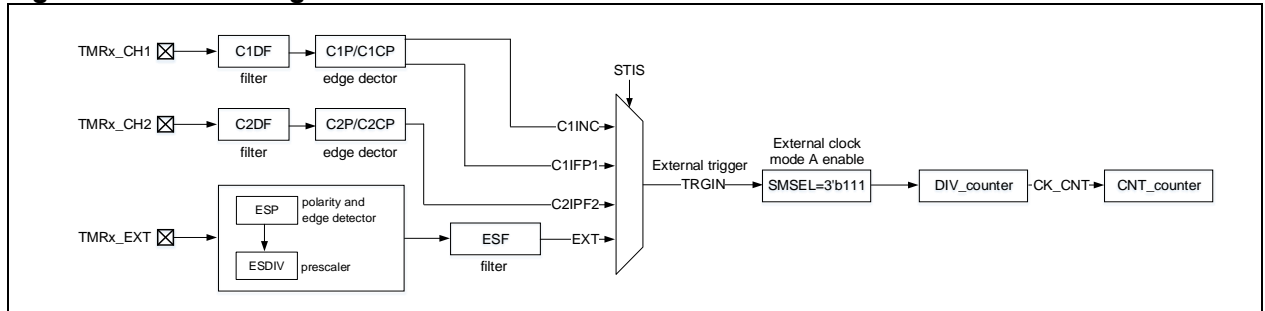 TMRx_CH1
C1DF
filter
C1P/C1CP
edge dector
STIS
TMRx_CH2
C2DF
filter
C2P/C2CP
edge dector
C1INC
C1IFP1
C2IPF2
EXT
TMRx_EXT
ESP
polarity and
edge detector
ESDIV
prescaler
ESF
filter
External trigger
TRGIN
External clock
mode A enable
SMSEL=3'b111
DIV_counter
CK_CNT
CNT_counter